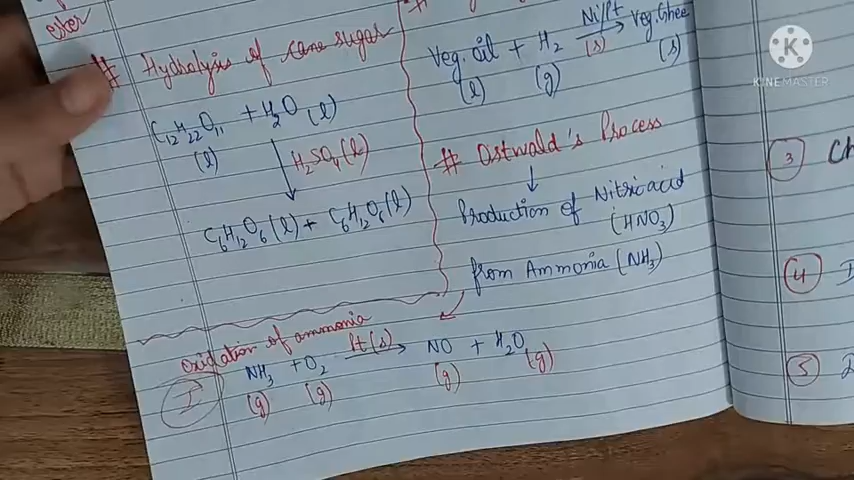 ester
# Hydrolysis of cane sugar
C12H22O11 + H2O (l)
(l)
H2SO4(l)
C6H12O6(l) + C6H12O6(l)
#
Veg. Oil + H2 Ni/Pt Veg. Ghee
(l) (g) (s) (s)
# Ostwald's Process
Production of Nitric acid
(HNO3)
from Ammonia (NH3)
oxidation of ammonia
I NH3 + O2 Pt(s) NO + H2O
(g) (g) (g) (g)
K
KINEMASTER
3 Ch
4
5